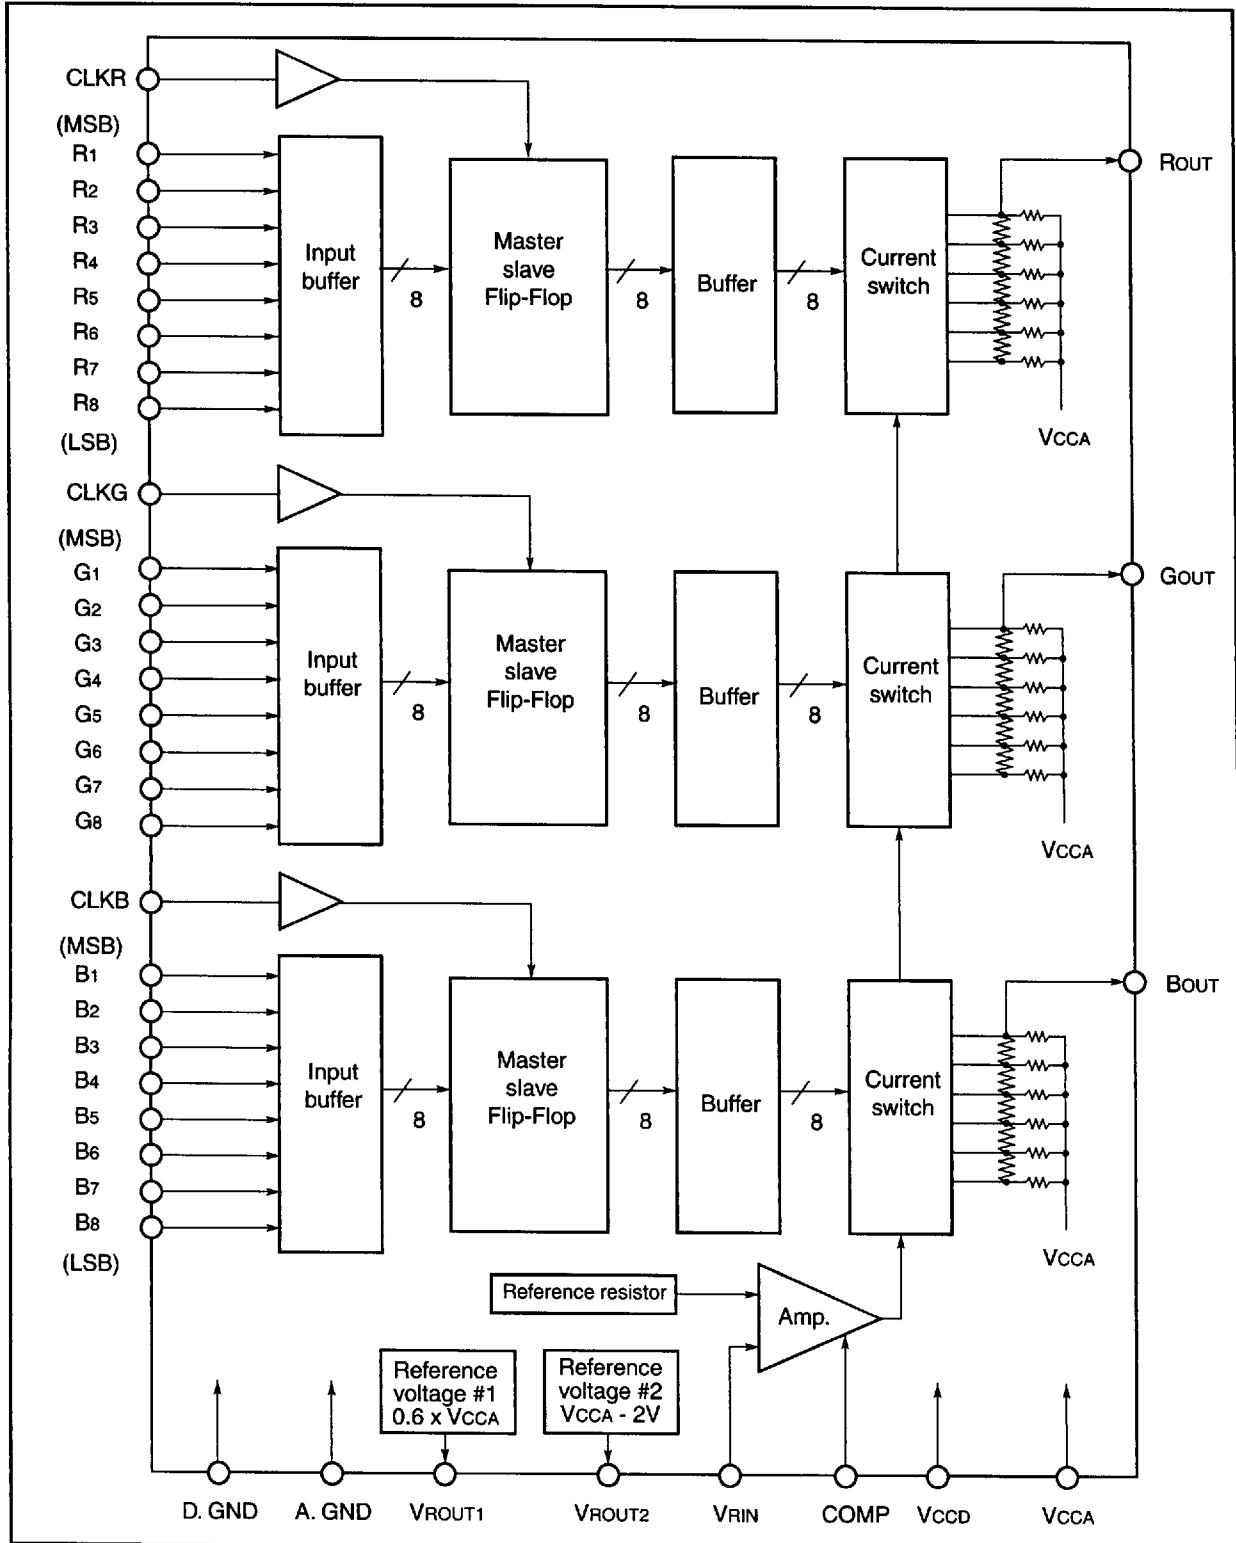 CLKR
(MSB)
R1
R2
R3
R4
R5
R6
R7
R8
(LSB)
Input
buffer
8
Master
slave
Flip-Flop
8
Buffer
8
Current
switch
VCCA
ROUT
CLKG
(MSB)
G1
G2
G3
G4
G5
G6
G7
G8
Input
buffer
8
Master
slave
Flip-Flop
8
Buffer
8
Current
switch
VCCA
GOUT
CLKB
(MSB)
B1
B2
B3
B4
B5
B6
B7
B8
(LSB)
Input
buffer
8
Master
slave
Flip-Flop
8
Buffer
8
Current
switch
VCCA
BOUT
Reference resistor
Amp.
Reference
voltage #1
0.6 x VCCA
Reference
voltage #2
VCCA - 2V
D. GND
A. GND
VROUT1
VROUT2
VRIN
COMP
VCCD
VCCA